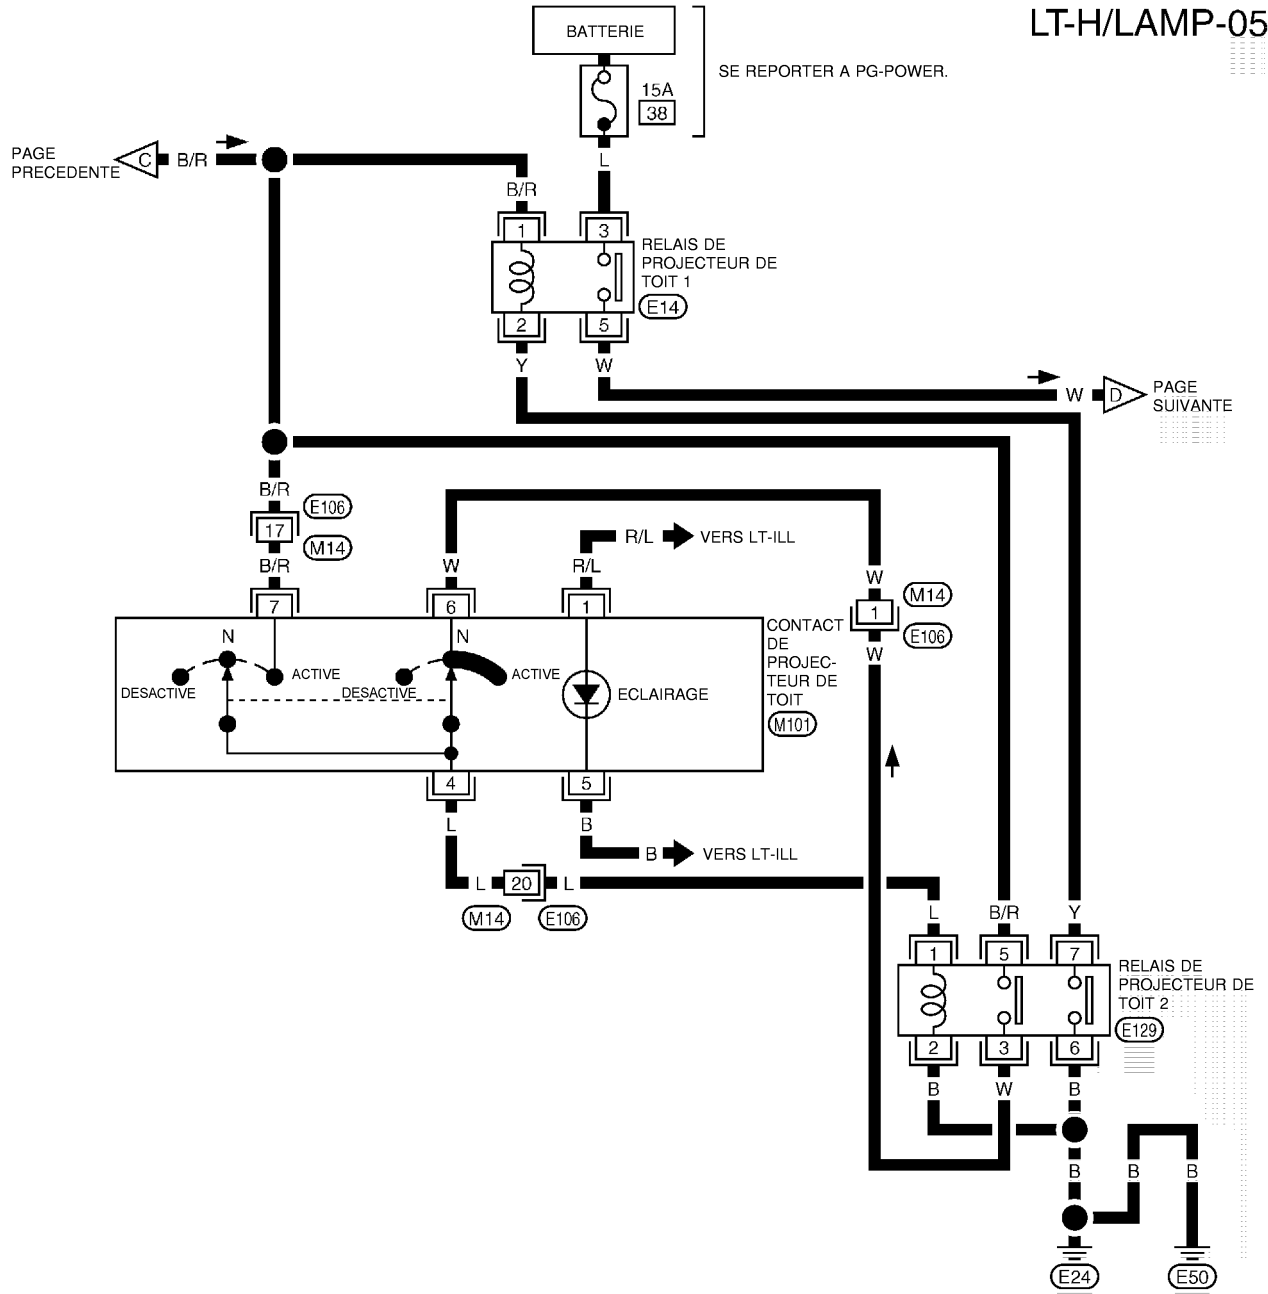 LT-H/LAMP-05
BATTERIE
SE REPORTER A PG-POWER.
15A
38
PAGE
PRECEDENTE
C
B/R
L
B/R
1
3
RELAIS DE
PROJECTEUR DE
TOIT 1
E14
2
5
Y
W
W
D
PAGE
SUIVANTE
B/R
E106
17
M14
B/R
R/L
VERS LT-ILL
W
R/L
W
7
6
1
M14
1
E106
W
CONTACT
DE
PROJEC-
TEUR DE
TOIT
M101
N
N
ACTIVE
DESACTIVE
ACTIVE
DESACTIVE
ECLAIRAGE
4
5
L
B
B
VERS LT-ILL
L
20
L
M14
E106
L
B/R
Y
1
5
7
RELAIS DE
PROJECTEUR DE
TOIT 2
E129
2
3
6
B
W
B
B
B
B
E24
E50